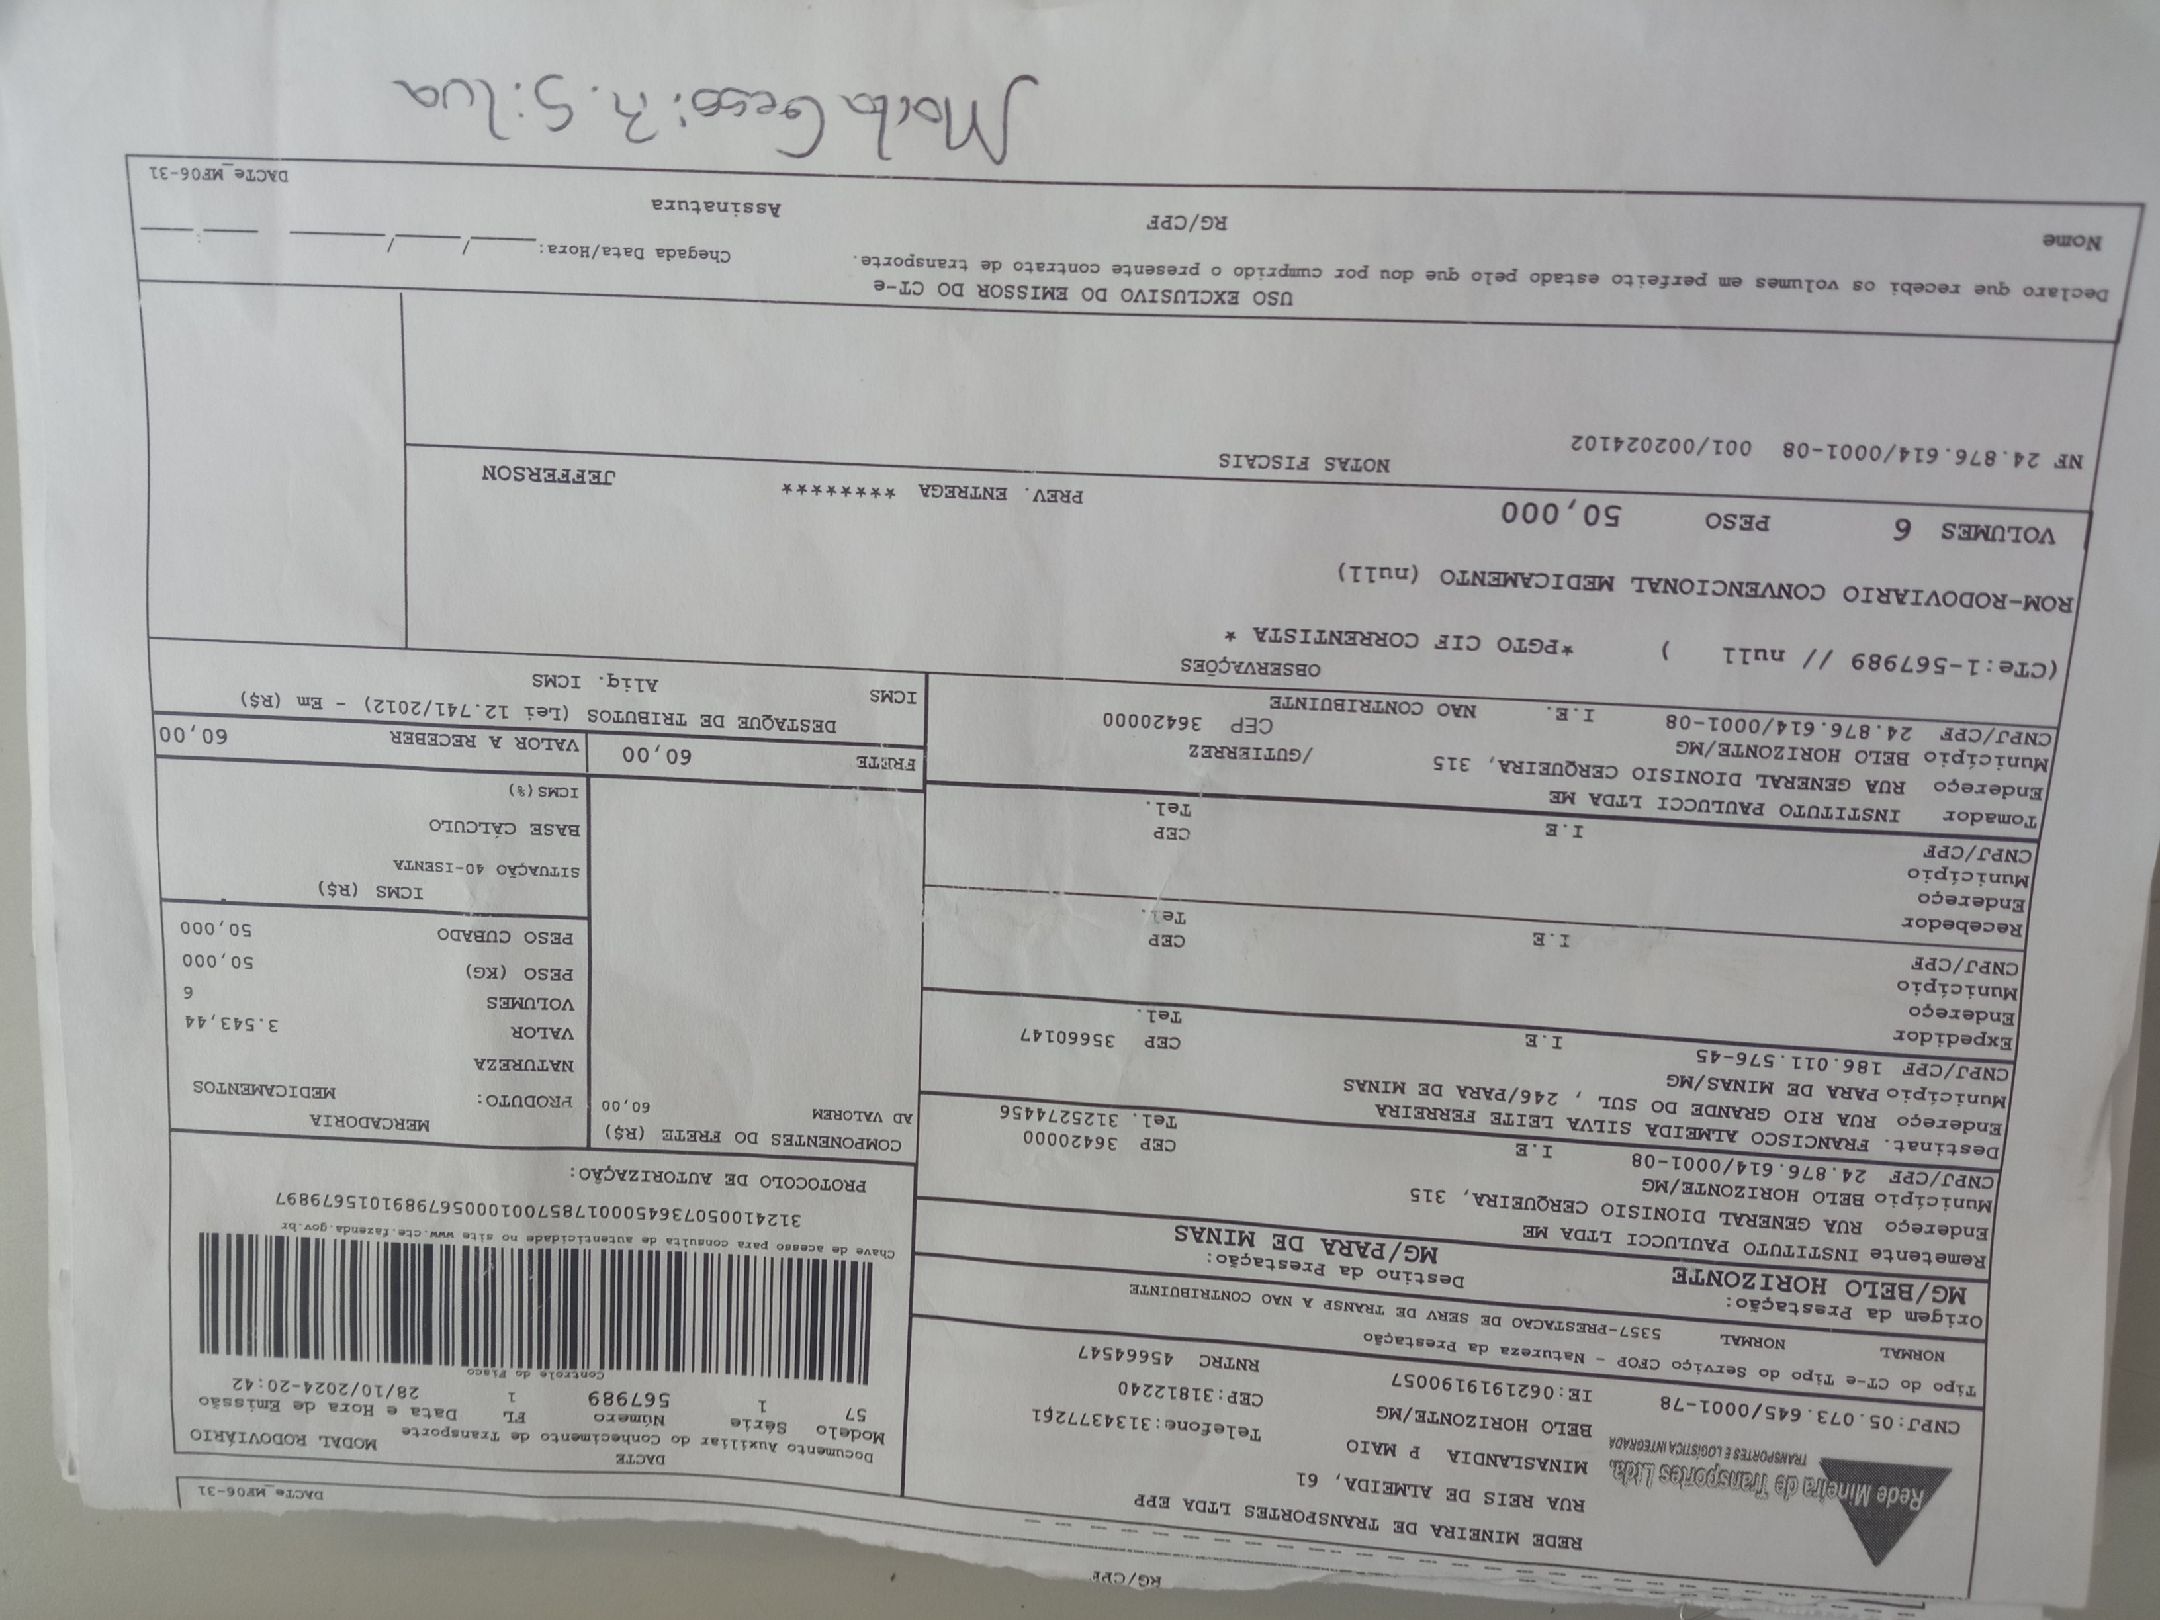 RG/CPF
DACTe_MF06-31
Rede Mineira de Transportes Ltda.
TRANSPORTES E LOGÍSTICA INTEGRADA
REDE MINEIRA DE TRANSPORTES LTDA EPP
RUA REIS DE ALMEIDA, 61
MINASLANDIA P MAIO Telefone:3134377261
BELO HORIZONTE/MG CEP:31812240
CNPJ:05.073.645/0001-78 IE:0621919190057 RNTRC 45664547
DACTE
Documento Auxiliar do Conhecimento de Transporte MODAL RODOVIÁRIO
Modelo Série Número FL Data e Hora de Emissão
57 1 567989 1 28/10/2024-20:42
Controle do Fisco
Tipo do CT-e Tipo do Serviço CFOP - Natureza da Prestação
NORMAL NORMAL 5357-PRESTACAO DE SERV DE TRANSP A NAO CONTRIBUINTE
Origem da Prestação: Destino da Prestação:
MG/BELO HORIZONTE MG/PARA DE MINAS
Chave de acesso para consulta de autenticidade no site www.cte.fazenda.gov.br
31241005073645000178570010005679891015679897
PROTOCOLO DE AUTORIZAÇÃO:
Remetente INSTITUTO PAULUCCI LTDA ME
Endereço RUA GENERAL DIONISIO CERQUEIRA, 315
Município BELO HORIZONTE/MG CEP 36420000
CNPJ/CPF 24.876.614/0001-08 I.E Tel. 3125274456
Destinat. FRANCISCO ALMEIDA SILVA LEITE FERREIRA
Endereço RUA RIO GRANDE DO SUL , 246/PARA DE MINAS
Município PARA DE MINAS/MG CEP 35660147
CNPJ/CPF 186.011.576-45 I.E Tel.
Expedidor
Endereço
Município CEP
CNPJ/CPF I.E Tel.
Recebedor
Endereço
Município CEP
CNPJ/CPF I.E Tel.
Tomador INSTITUTO PAULUCCI LTDA ME
Endereço RUA GENERAL DIONISIO CERQUEIRA, 315 /GUTIERREZ
Município BELO HORIZONTE/MG CEP 36420000
CNPJ/CPF 24.876.614/0001-08 I.E. NAO CONTRIBUINTE
COMPONENTES DO FRETE (R$)
AD VALOREM 60,00
MERCADORIA
PRODUTO: MEDICAMENTOS
NATUREZA
VALOR 3.543,44
VOLUMES 6
PESO (KG) 50,000
PESO CUBADO 50,000
ICMS (R$)
SITUAÇÃO 40-ISENTA
BASE CÁLCULO
ICMS(%)
FRETE 60,00 VALOR A RECEBER 60,00
DESTAQUE DE TRIBUTOS (Lei 12.741/2012) - Em (R$)
ICMS Aliq. ICMS
OBSERVAÇÕES
(CTe:1-567989 // null ) *PGTO CIF CORRENTISTA *
ROM-RODOVIARIO CONVENCIONAL MEDICAMENTO (null)
VOLUMES 6 PESO 50,000 PREV. ENTREGA ******** JEFFERSON
NOTAS FISCAIS
NF 24.876.614/0001-08 001/002024102
USO EXCLUSIVO DO EMISSOR DO CT-e
Declaro que recebi os volumes em perfeito estado pelo que dou por cumprido o presente contrato de transporte.
Chegada Data/Hora: ____/____/____ ____:____
Nome RG/CPF Assinatura
DACTe_MF06-31
R. Silva